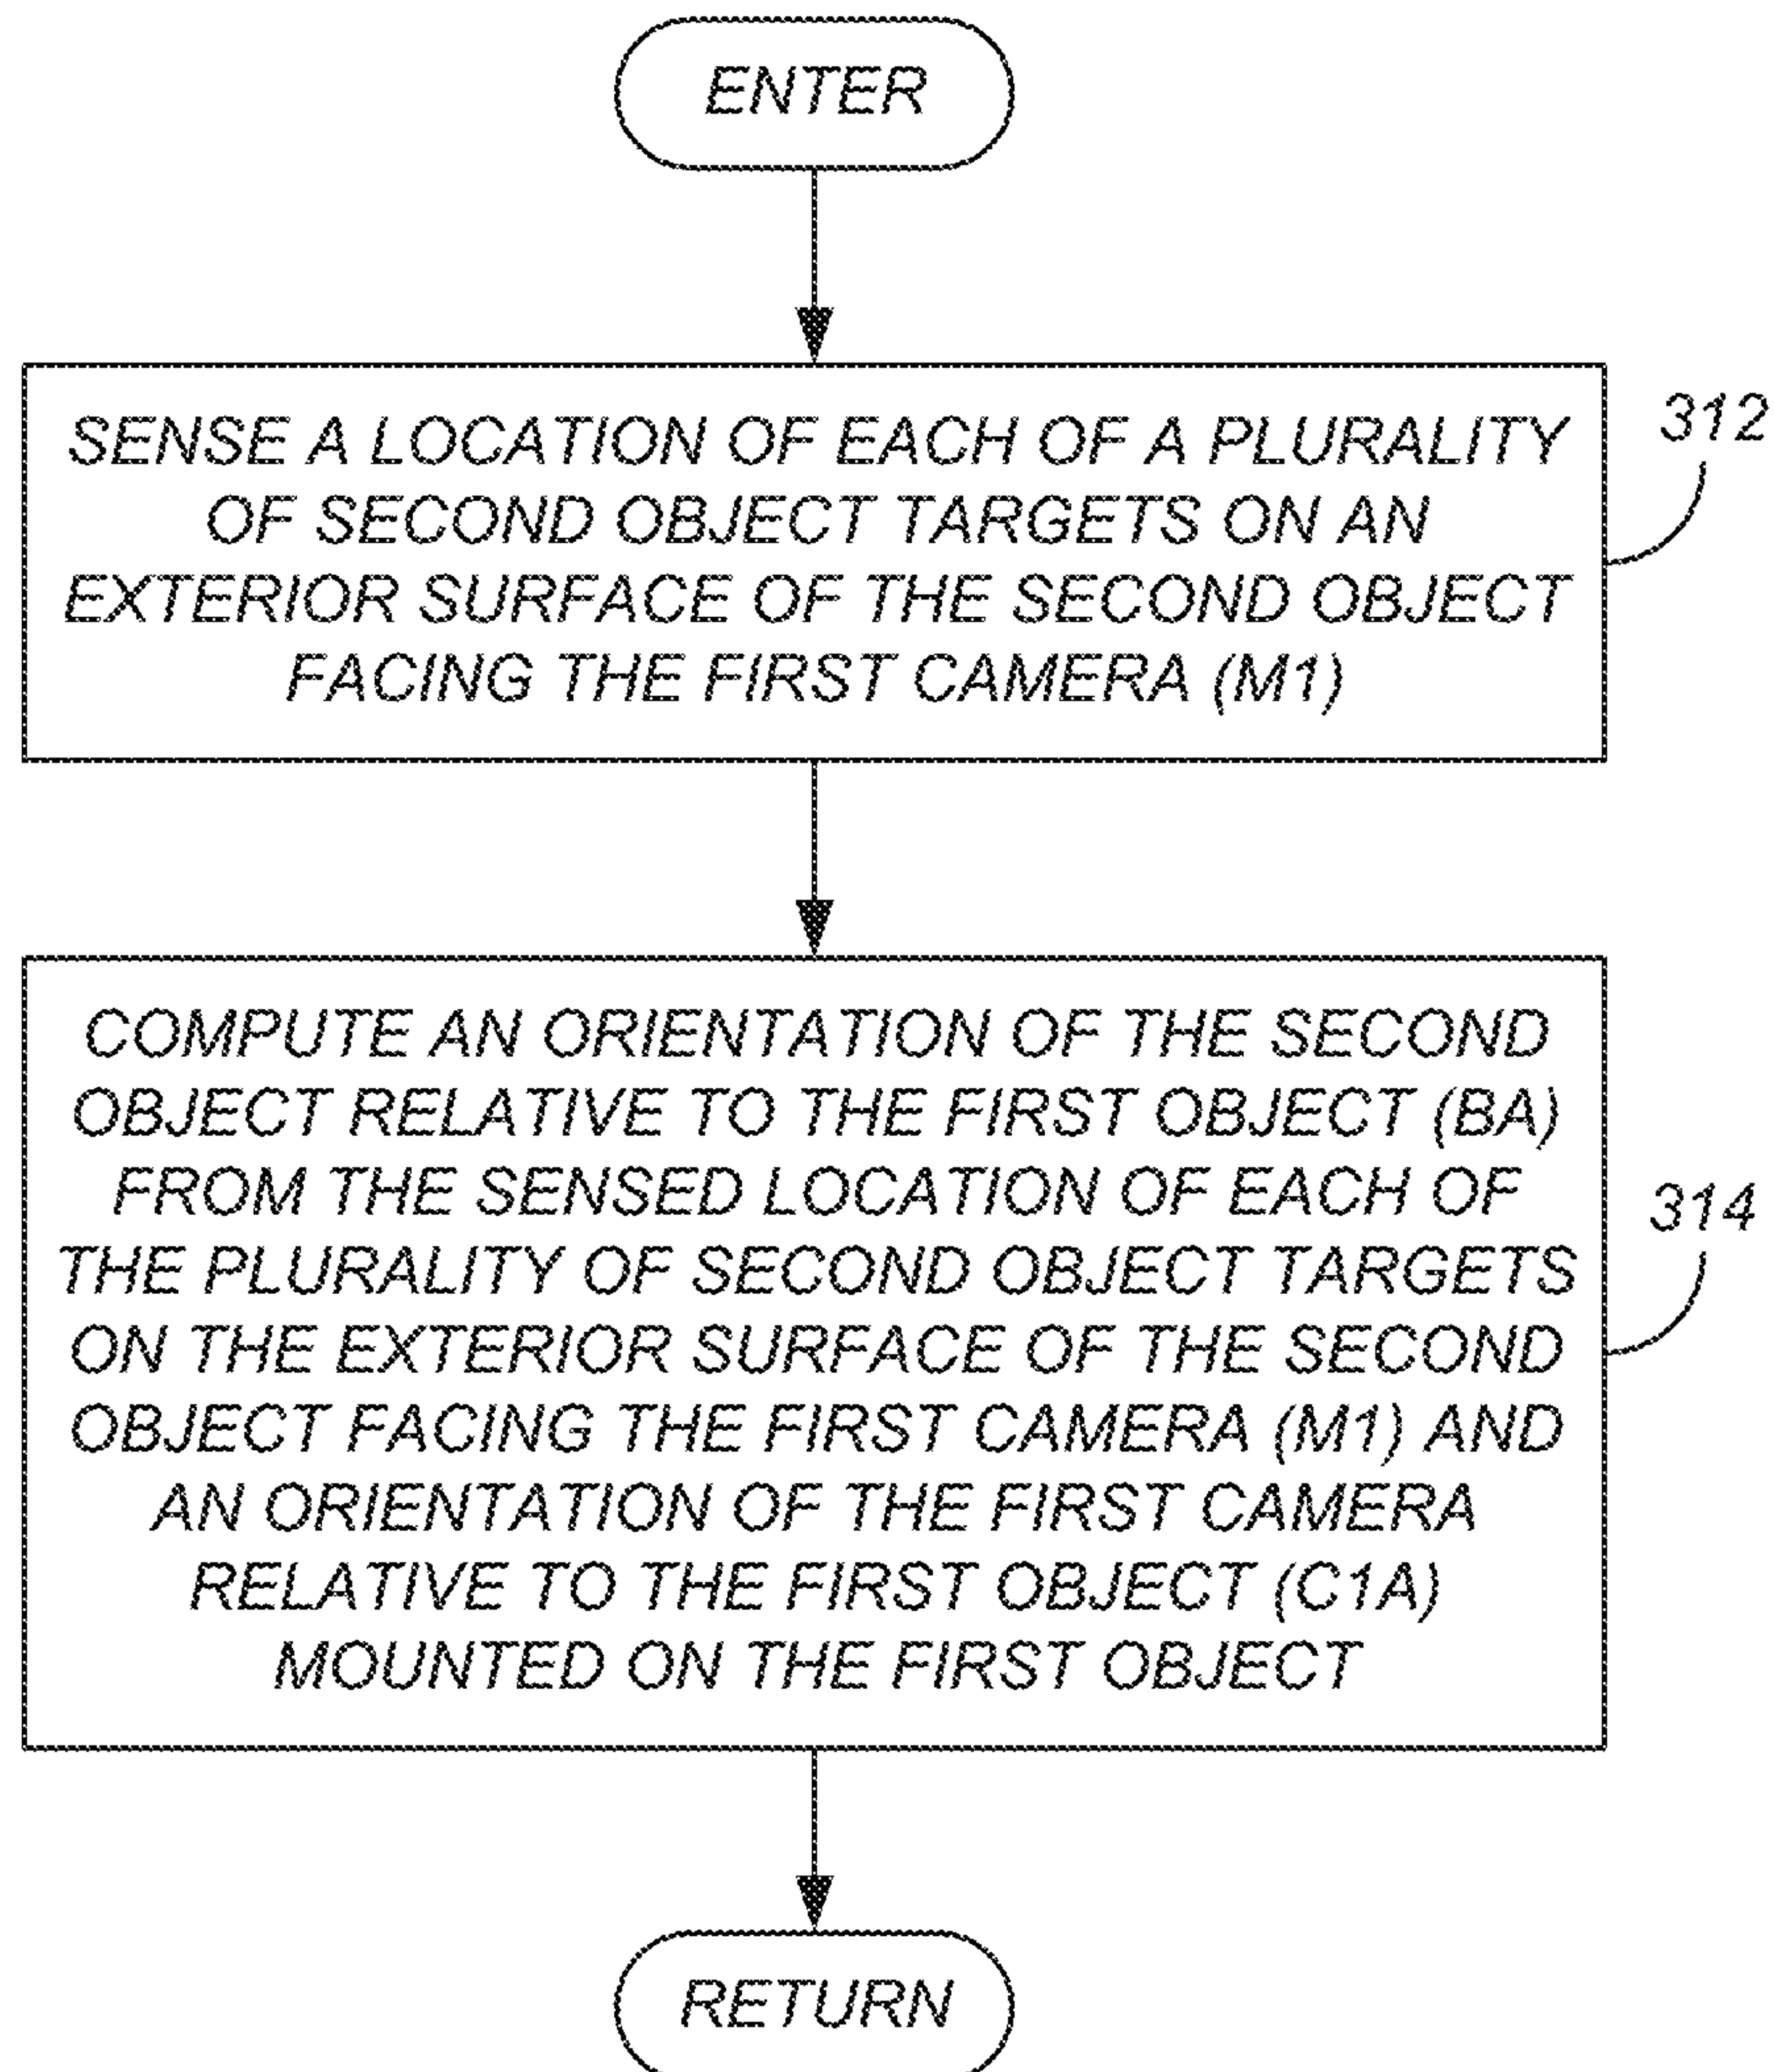 ENTER
SENSE A LOCATION OF EACH OF A PLURALITY
OF SECOND OBJECT TARGETS ON AN
EXTERIOR SURFACE OF THE SECOND OBJECT
FACING THE FIRST CAMERA (M1)
312
COMPUTE AN ORIENTATION OF THE SECOND
OBJECT RELATIVE TO THE FIRST OBJECT (BA)
FROM THE SENSED LOCATION OF EACH OF
THE PLURALITY OF SECOND OBJECT TARGETS
ON THE EXTERIOR SURFACE OF THE SECOND
OBJECT FACING THE FIRST CAMERA (M1) AND
AN ORIENTATION OF THE FIRST CAMERA
RELATIVE TO THE FIRST OBJECT (C1A)
MOUNTED ON THE FIRST OBJECT
314
RETURN